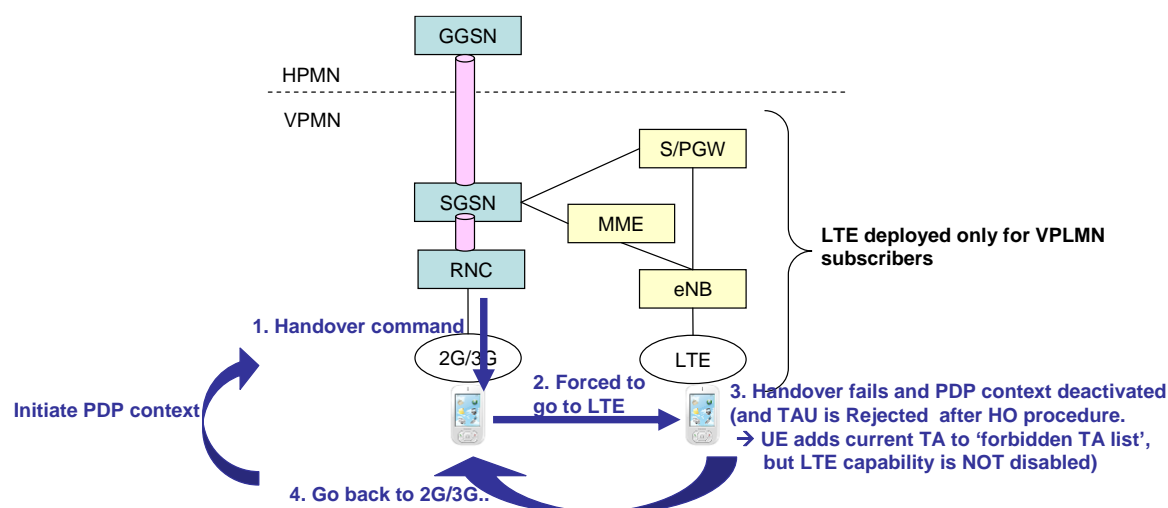 GGSN
HPMN
VPMN
S/PGW
SGSN
MME
LTE deployed only for VPLMN
subscribers
RNC
eNB
1. Handover command
2G/3G
LTE
2. Forced to
go to LTE
3. Handover fails and PDP context deactivated
(and TAU is Rejected after HO procedure.
→ UE adds current TA to ‘forbidden TA list’,
but LTE capability is NOT disabled)
Initiate PDP context
4. Go back to 2G/3G..